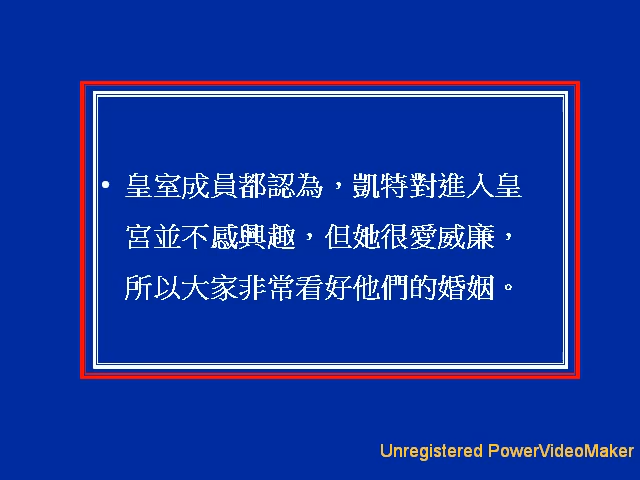 • 皇室成員都認為，凱特對進入皇
宮並不感興趣，但她很愛威廉，
所以大家非常看好他們的婚姻。
Unregistered PowerVideoMaker